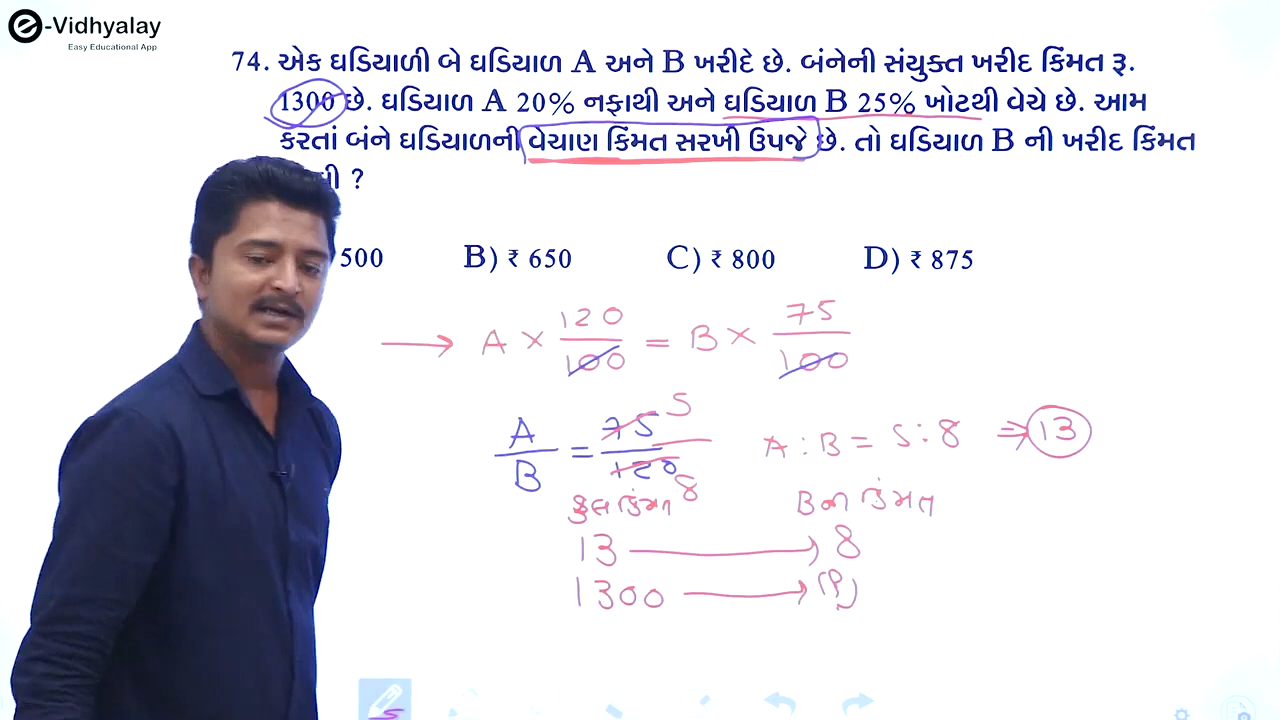 e-Vidhyalay
Easy Educational App
74. એક ઘડિયાળી બે ઘડિયાળ A અને B ખરીદે છે. બંનેની સંયુક્ત ખરીદ કિંમત રૂ.
1300 છે. ઘડિયાળ A 20% નફાથી અને ઘડિયાળ B 25% ખોટથી વેચે છે. આમ
કરતાં બંને ઘડિયાળની વેચાણ કિંમત સરખી ઉપજે છે. તો ઘડિયાળ B ની ખરીદ કિંમત
?
500 B) ₹ 650 C) ₹ 800 D) ₹ 875
→ A × 120/100 = B × 75/100
A/B = 75/120 5/8 A : B = 5 : 8 ⇒ 13
કુલ કિંમત Bની કિંમત
13 → 8
1300 → (?)